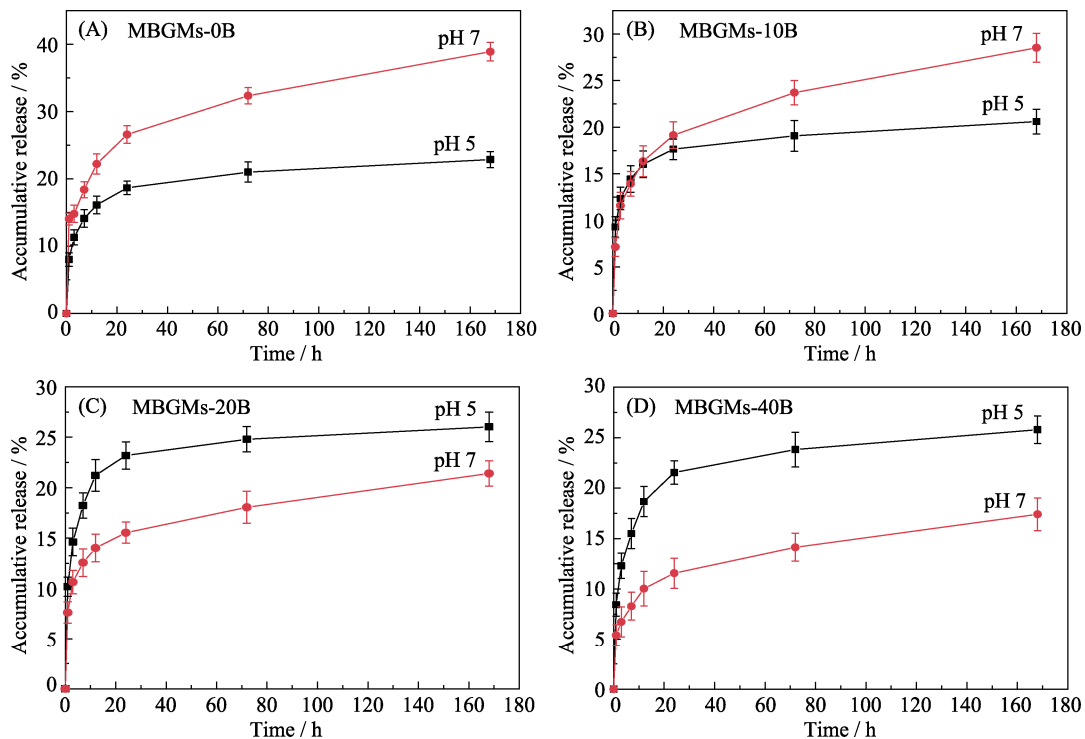 (A) MBGMs-0B
pH 7
pH 5
Accumulative release / %
40
30
20
10
0
0 20 40 60 80 100 120 140 160 180
Time / h
(B) MBGMs-10B
pH 7
pH 5
Accumulative release / %
30
25
20
15
10
5
0
0 20 40 60 80 100 120 140 160 180
Time / h
(C) MBGMs-20B
pH 5
pH 7
Accumulative release / %
30
25
20
15
10
5
0
0 20 40 60 80 100 120 140 160 180
Time / h
(D) MBGMs-40B
pH 5
pH 7
Accumulative release / %
30
25
20
15
10
5
0
0 20 40 60 80 100 120 140 160 180
Time / h